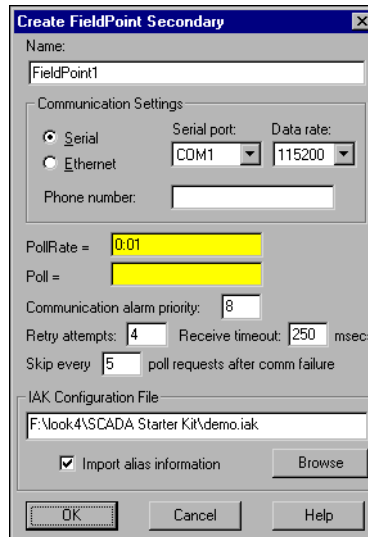 Create FieldPoint Secondary
Name:
FieldPoint1
Communication Settings
Serial
Ethernet
Serial port:
COM1
Data rate:
115200
Phone number:
PollRate = 0:01
Poll =
Communication alarm priority: 8
Retry attempts: 4 Receive timeout: 250 msec
Skip every 5 poll requests after comm failure
IAK Configuration File
F:\look4\SCADA Starter Kit\demo.iak
Import alias information
Browse
OK Cancel Help